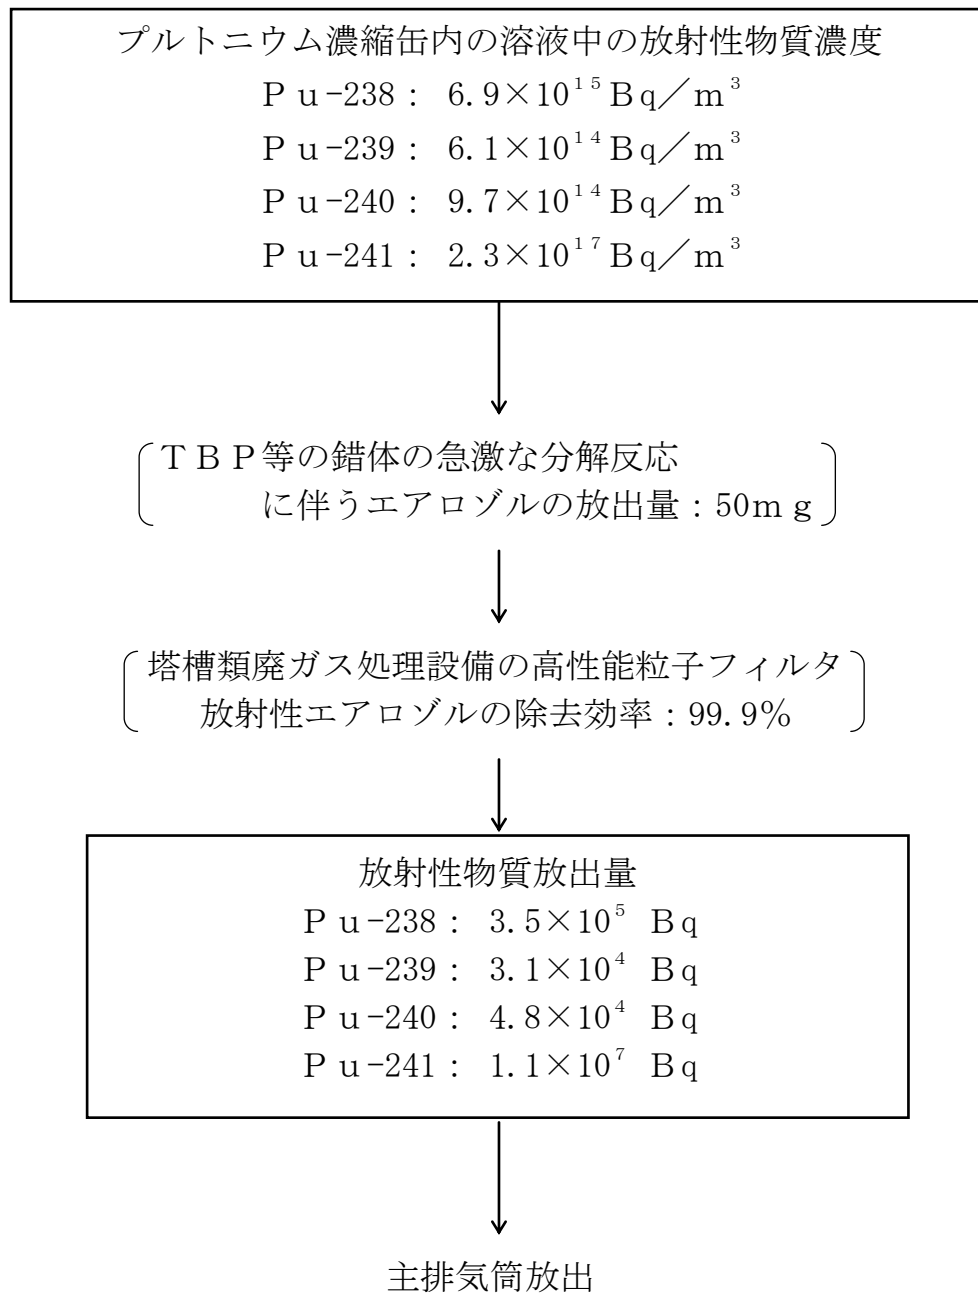 プルトニウム濃縮缶内の溶液中の放射性物質濃度
Ｐｕ-238： 6.9×10¹⁵Ｂq／ｍ³
Ｐｕ-239： 6.1×10¹⁴Ｂq／ｍ³
Ｐｕ-240： 9.7×10¹⁴Ｂq／ｍ³
Ｐｕ-241： 2.3×10¹⁷Ｂq／ｍ³
ＴＢＰ等の錯体の急激な分解反応
に伴うエアロゾルの放出量：50ｍｇ
塔槽類廃ガス処理設備の高性能粒子フィルタ
放射性エアロゾルの除去効率：99.9％
放射性物質放出量
Ｐｕ-238： 3.5×10⁵ Ｂq
Ｐｕ-239： 3.1×10⁴ Ｂq
Ｐｕ-240： 4.8×10⁴ Ｂq
Ｐｕ-241： 1.1×10⁷ Ｂq
主排気筒放出